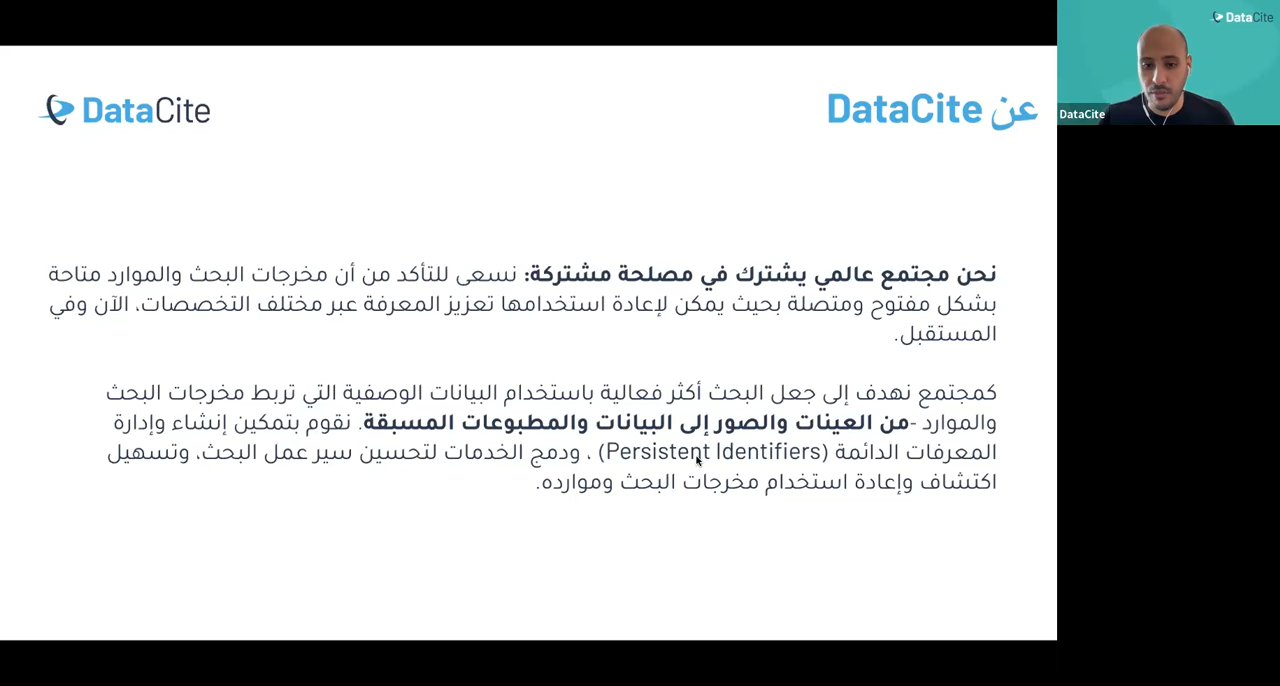 DataCite
عن DataCite
نحن مجتمع عالمي يشترك في مصلحة مشتركة: نسعى للتأكد من أن مخرجات البحث والموارد متاحة
بشكل مفتوح ومتصلة بحيث يمكن لإعادة استخدامها تعزيز المعرفة عبر مختلف التخصصات، الآن وفي
المستقبل.
كمجتمع نهدف إلى جعل البحث أكثر فعالية باستخدام البيانات الوصفية التي تربط مخرجات البحث
والموارد -من العينات والصور إلى البيانات والمطبوعات المسبقة. نقوم بتمكين إنشاء وإدارة
المعرفات الدائمة (Persistent Identifiers) ، ودمج الخدمات لتحسين سير عمل البحث، وتسهيل
اكتشاف وإعادة استخدام مخرجات البحث وموارده.
DataCite
DataCite